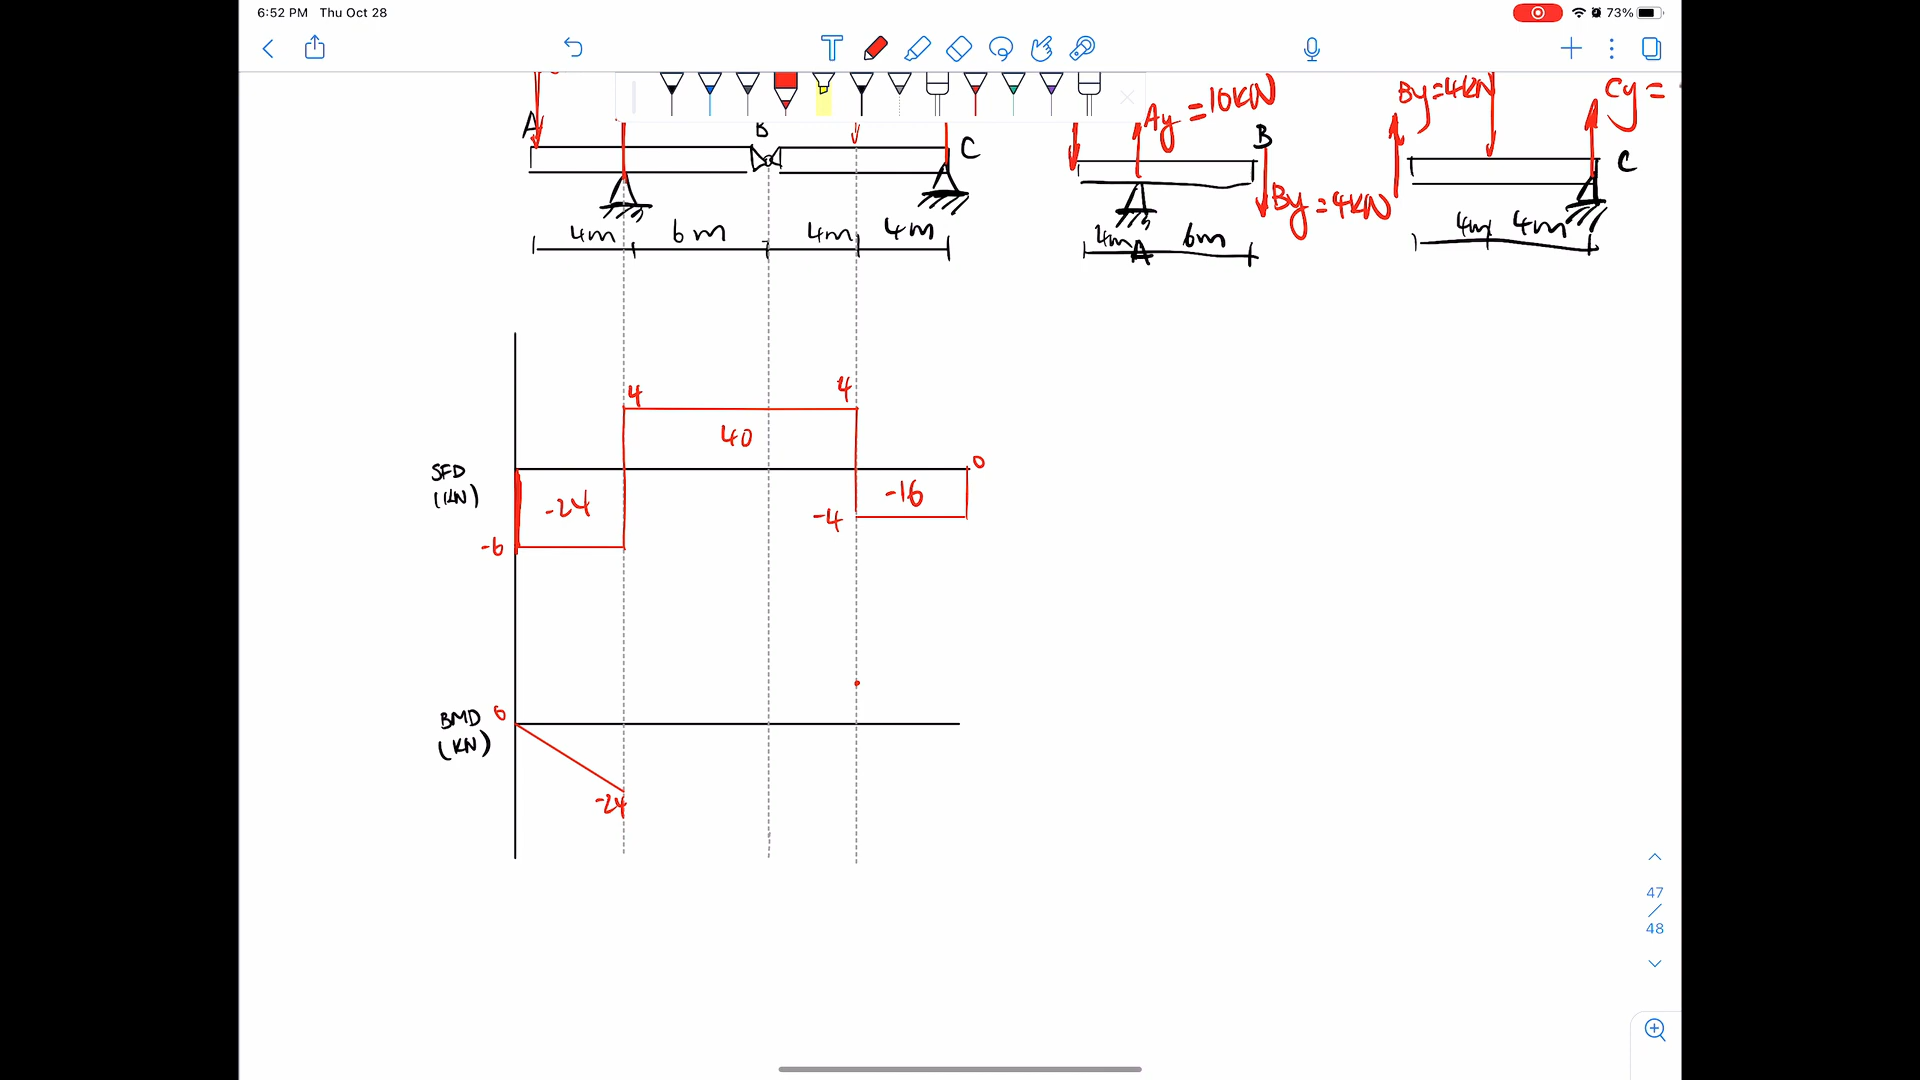 6:52 PM Thu Oct 28
73%
T
Ay = 10KN
By=4KN
Cy =
A
B
C
B
C
By=4KN
4m 6m 4m 4m
4m 6m
A
4m 4m
4 4
40
SFD
(KN)
0
-24
-16
-4
-6
BMD
(KN)
0
-24
47
/
48